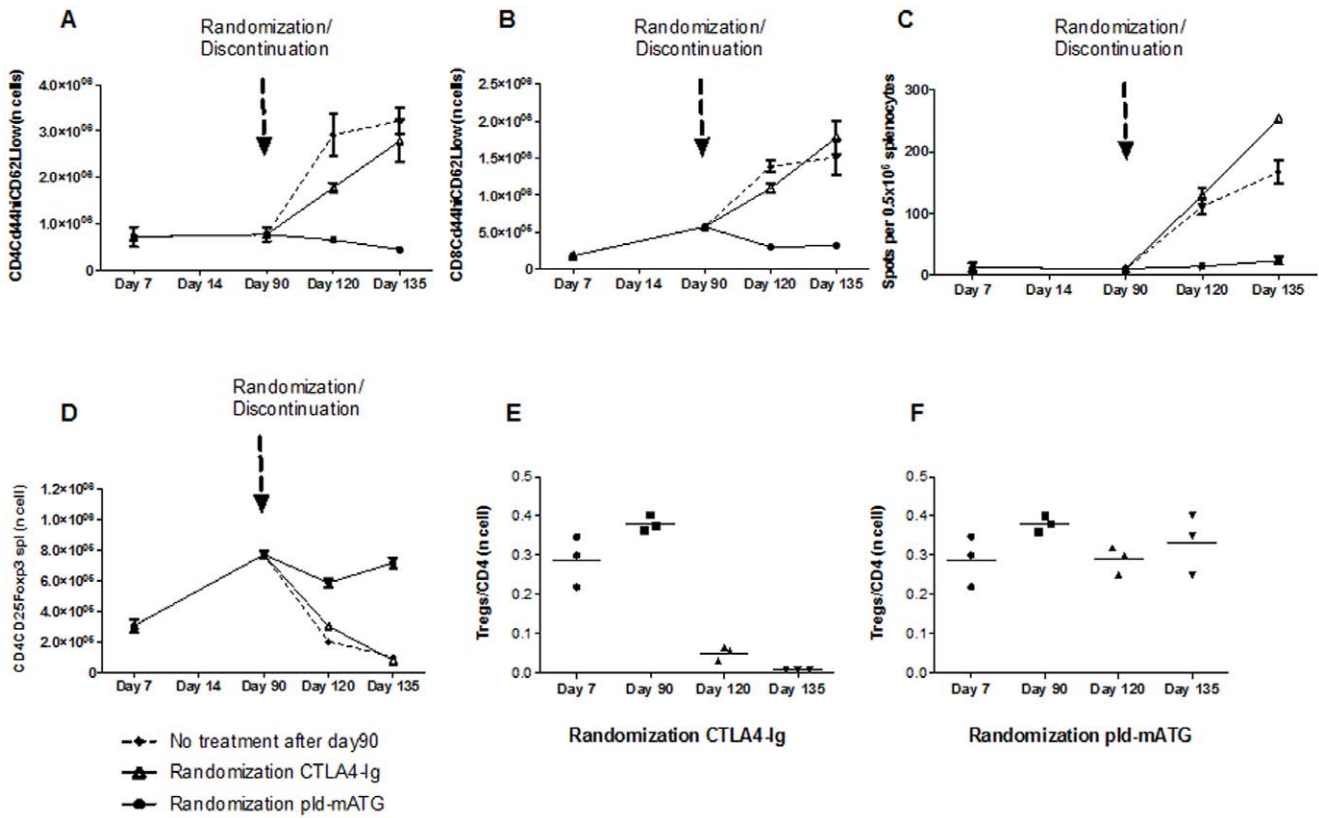 A
Randomization/
Discontinuation
CD4Cd44hiCD62Llow(n cells)
4.0×10⁰⁶
3.0×10⁰⁶
2.0×10⁰⁶
1.0×10⁰⁶
0
Day 7 Day 14 Day 90 Day 120 Day 135
B
Randomization/
Discontinuation
CD8Cd44hiCD62Llow(n cells)
2.5×10⁰⁶
2.0×10⁰⁶
1.5×10⁰⁶
1.0×10⁰⁶
5.0×10⁰⁵
0
Day 7 Day 14 Day 90 Day 120 Day 135
C
Randomization/
Discontinuation
Spots per 0.5x10⁶ splenocytes
300
200
100
0
Day 7 Day 14 Day 90 Day 120 Day 135
D
Randomization/
Discontinuation
CD4CD25Foxp3 spl (n cell)
1.2×10⁰⁶
1.0×10⁰⁶
8.0×10⁰⁵
6.0×10⁰⁵
4.0×10⁰⁵
2.0×10⁰⁵
0
Day 7 Day 14 Day 90 Day 120 Day 135
No treatment after day90
Randomization CTLA4-Ig
Randomization pld-mATG
E
Tregs/CD4 (n cell)
0.5
0.4
0.3
0.2
0.1
0.0
Day 7 Day 90 Day 120 Day 135
Randomization CTLA4-Ig
F
Tregs/CD4 (n cell)
0.5
0.4
0.3
0.2
0.1
0.0
Day 7 Day 90 Day 120 Day 135
Randomization pld-mATG